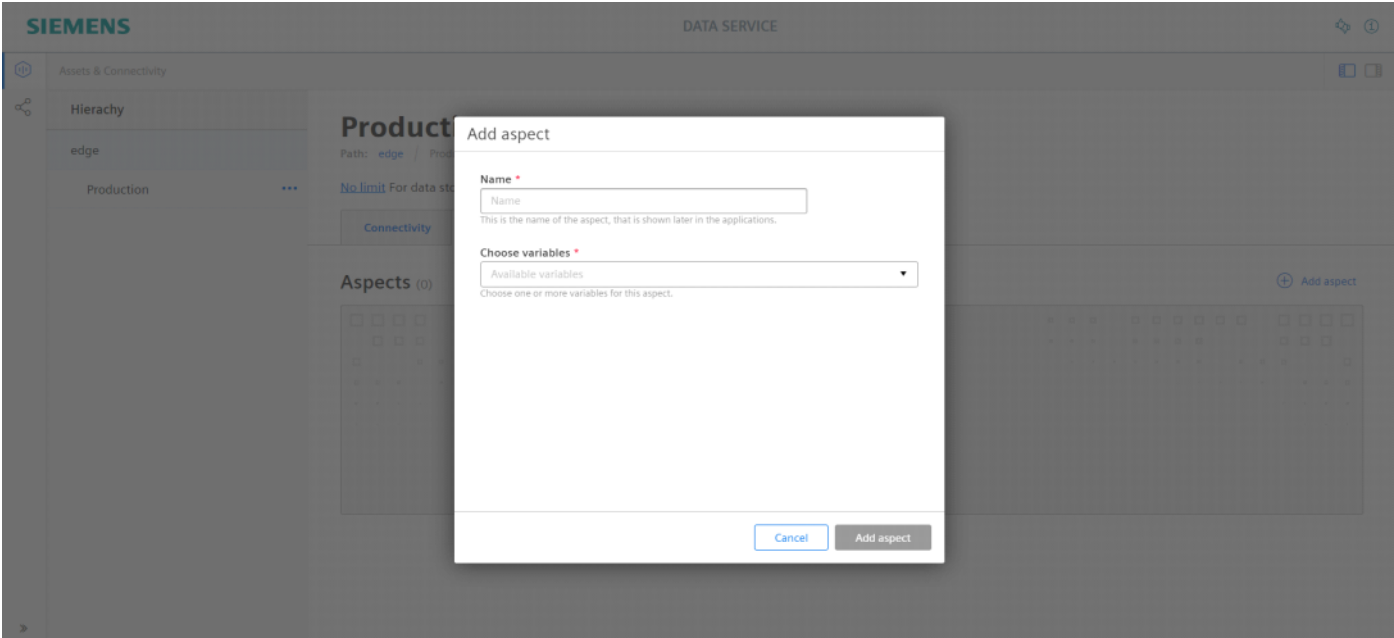 SIEMENS
DATA SERVICE
Assets & Connectivity
Hierachy
edge
Production
Path: edge /
No limit For data
Connectivity
Aspects (0)
Add aspect
Add aspect
Name *
Name
This is the name of the aspect, that is shown later in the applications.
Choose variables *
Available variables
Choose one or more variables for this aspect.
Cancel
Add aspect